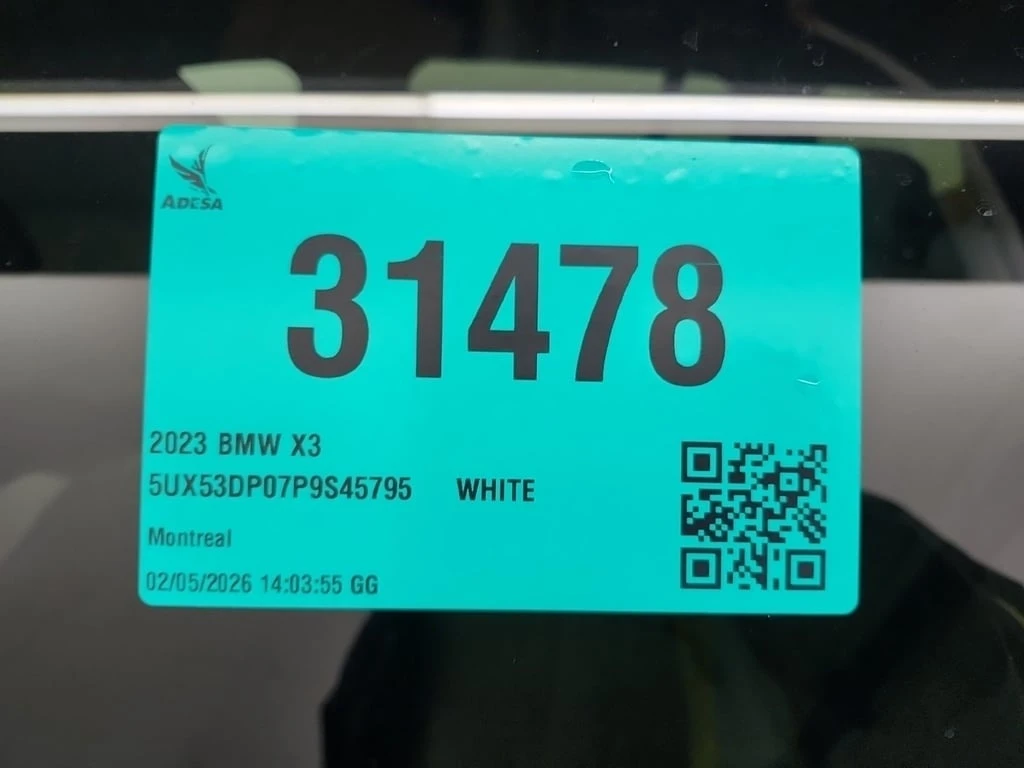 ADESA
31478
2023 BMW X3
5UX53DP07P9S45795 WHITE
Montreal
02/05/2026 14:03:55 GG